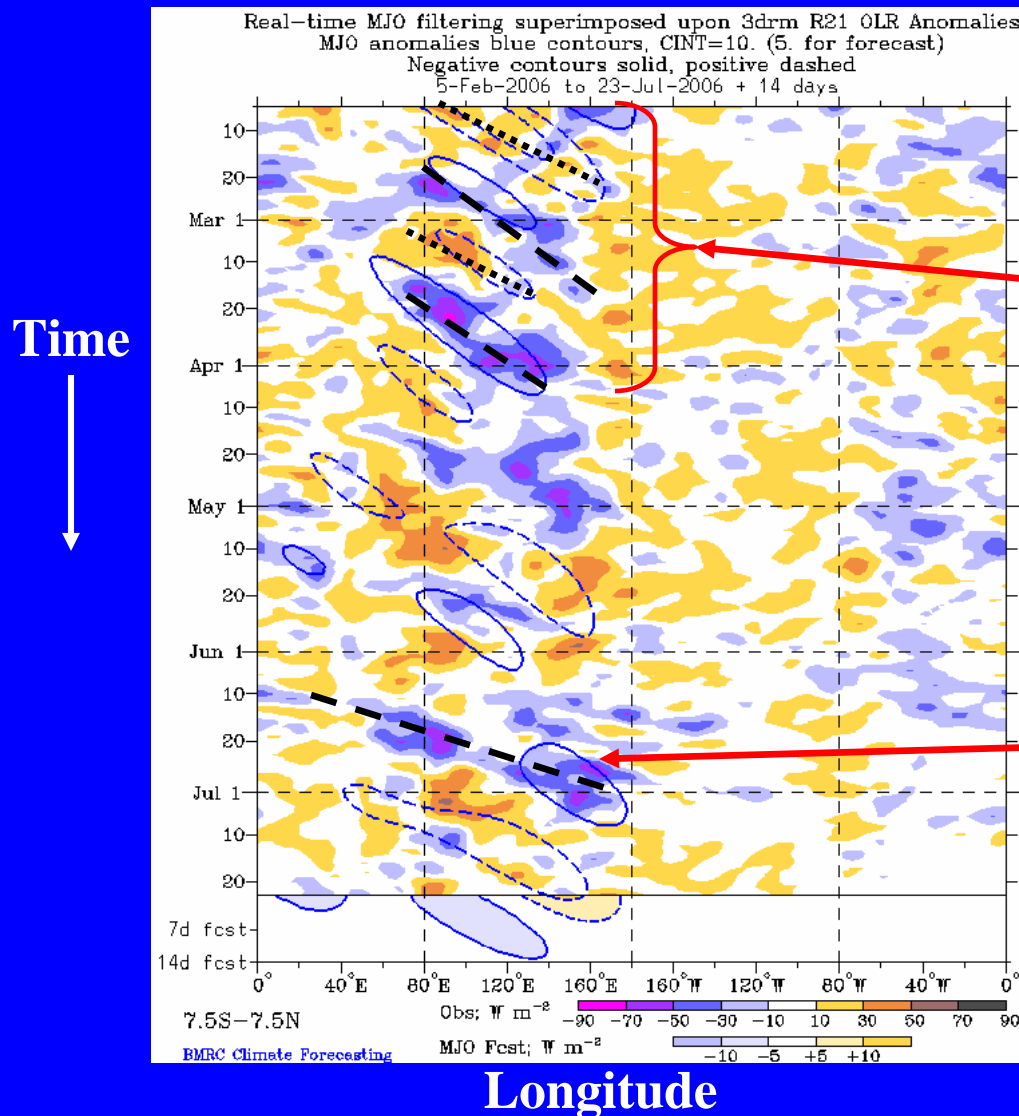 Real-time MJO filtering superimposed upon 3drm R21 OLR Anomalies
MJO anomalies blue contours, CINT=10. (5. for forecast)
Negative contours solid, positive dashed
5-Feb-2006 to 23-Jul-2006 + 14 days
Time
10
20
Mar 1
10
20
Apr 1
10
20
May 1
10
20
Jun 1
10
20
Jul 1
10
20
7d fcst
14d fcst
0° 40°E 80°E 120°E 160°E 160°W 120°W 80°W 40°W 0°
7.5S-7.5N
Obs; W m⁻² -90 -70 -50 -30 -10 10 30 50 70 90
BMRC Climate Forecasting
MJO Fcst; W m⁻² -10 -5 +5 +10
Longitude